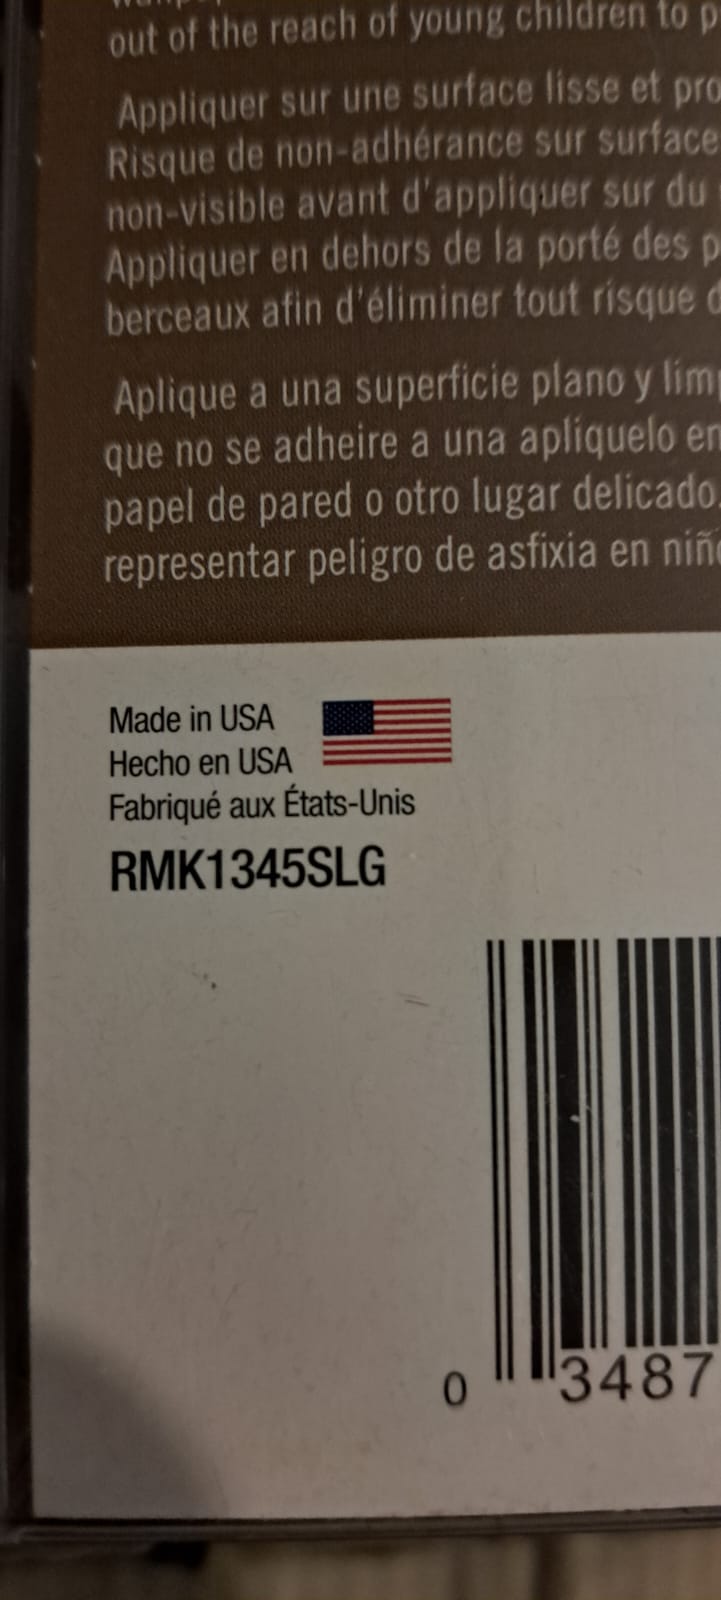 out of the reach of young children to p
Appliquer sur une surface lisse et pro
Risque de non-adhérance sur surface
non-visible avant d'appliquer sur du
Appliquer en dehors de la porté des p
berceaux afin d'éliminer tout risque d
Aplique a una superficie plano y lim
que no se adheire a una apliquelo en
papel de pared o otro lugar delicado.
representar peligro de asfixia en niñ
Made in USA
Hecho en USA
Fabriqué aux États-Unis
RMK1345SLG
0 3487